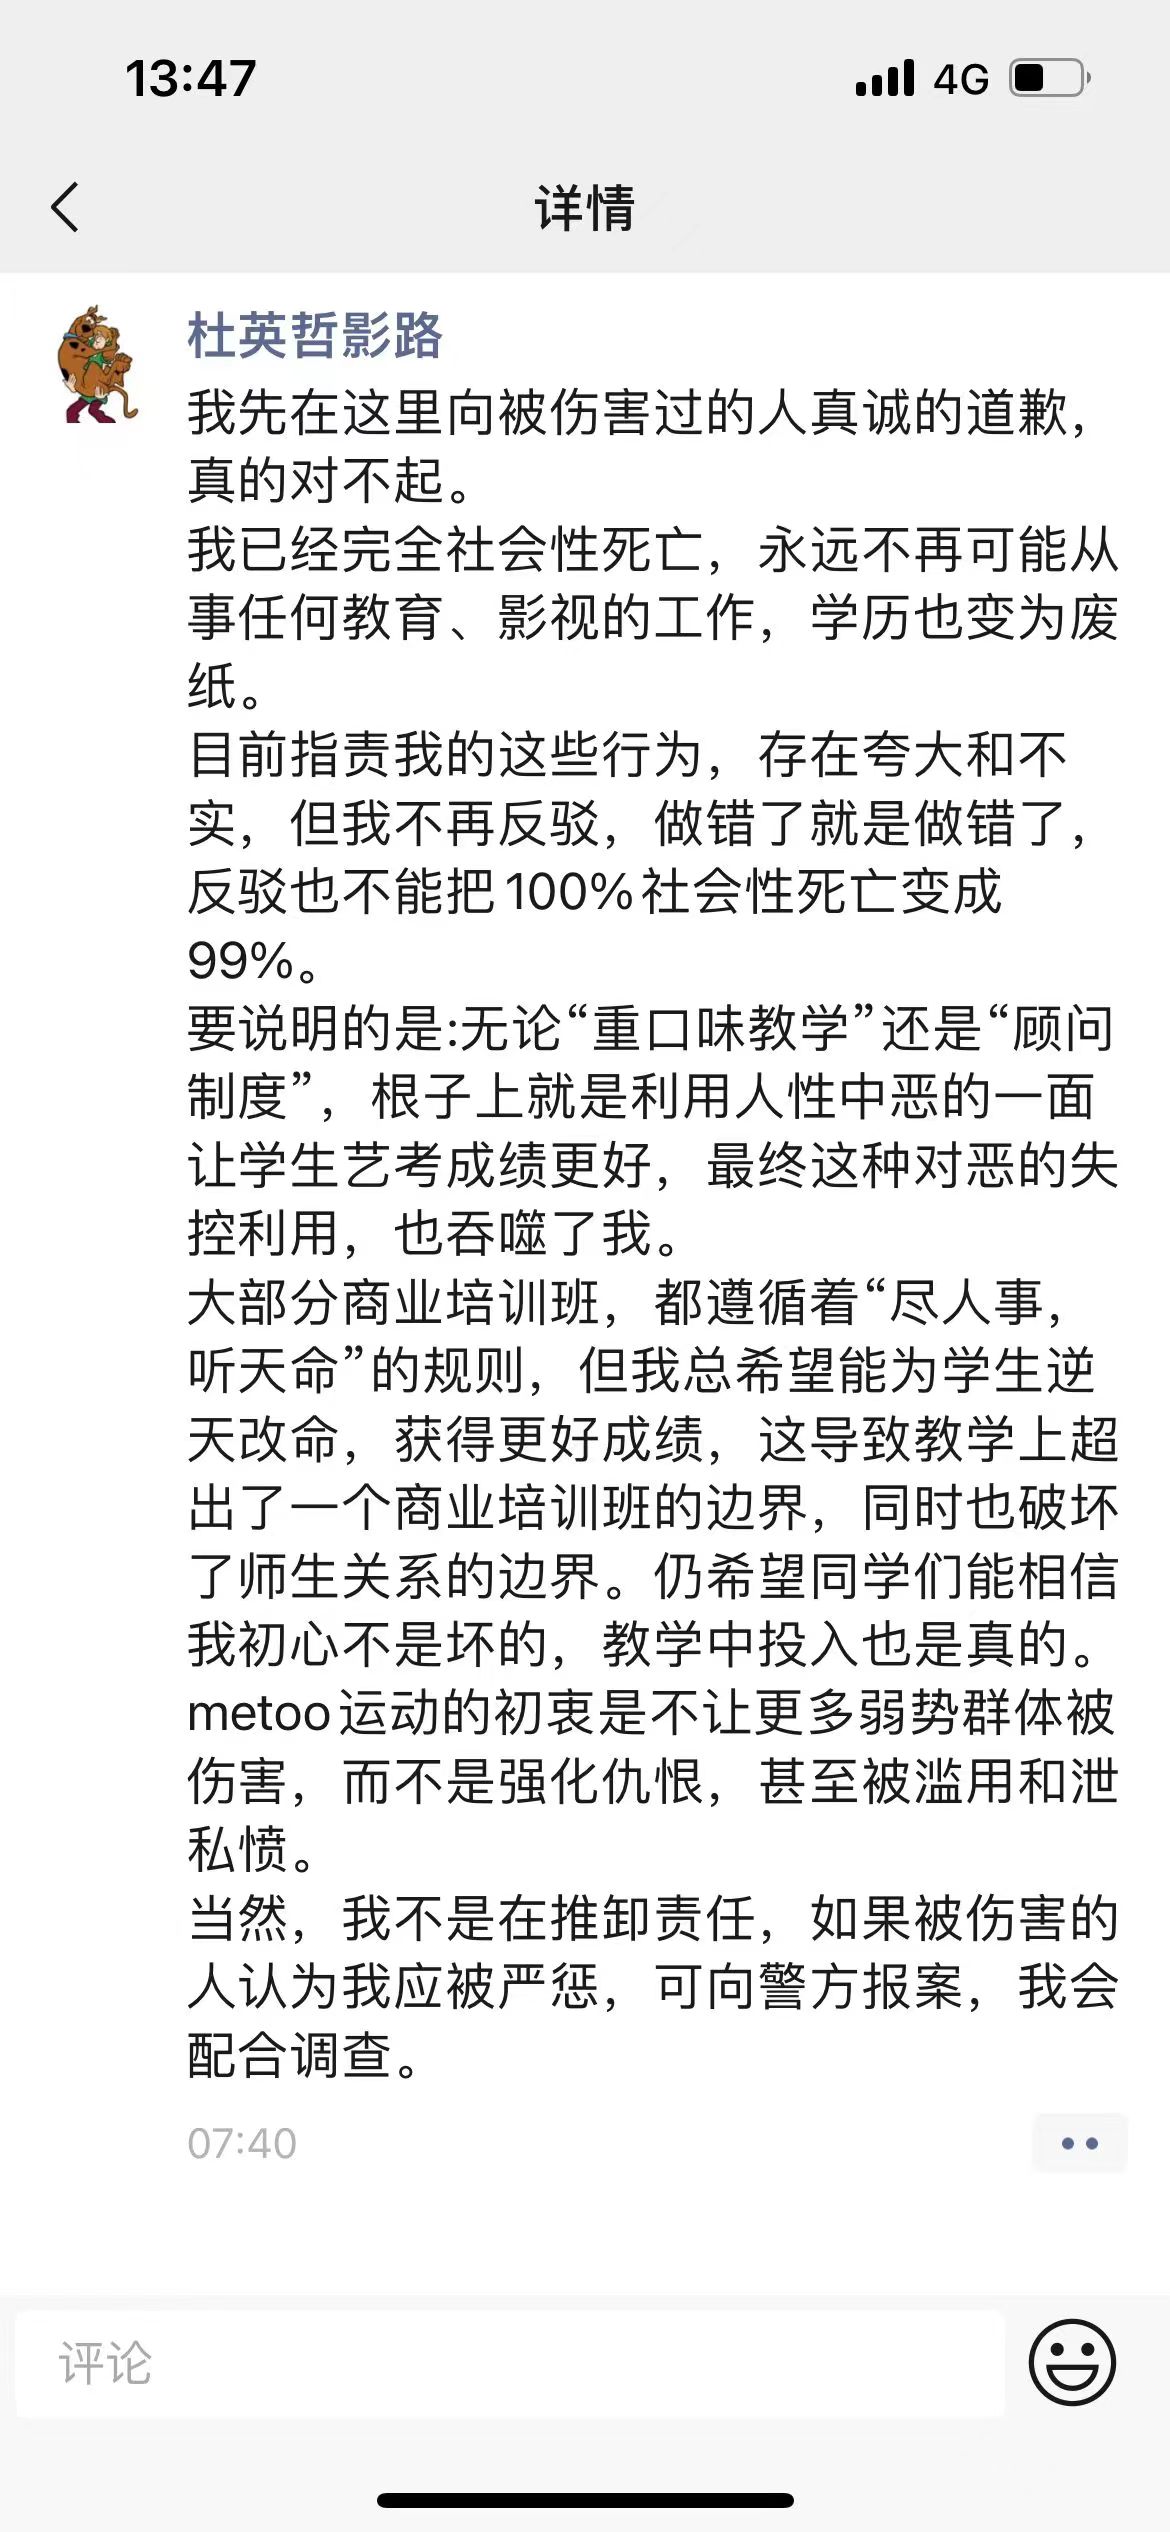 13:47
4G
详情
杜英哲影路
我先在这里向被伤害过的人真诚的道歉，
真的对不起。
我已经完全社会性死亡，永远不再可能从
事任何教育、影视的工作，学历也变为废
纸。
目前指责我的这些行为，存在夸大和不
实，但我不再反驳，做错了就是做错了，
反驳也不能把100%社会性死亡变成
99%。
要说明的是:无论“重口味教学”还是“顾问
制度”，根子上就是利用人性中恶的一面
让学生艺考成绩更好，最终这种对恶的失
控利用，也吞噬了我。
大部分商业培训班，都遵循着“尽人事，
听天命”的规则，但我总希望能为学生逆
天改命，获得更好成绩，这导致教学上超
出了一个商业培训班的边界，同时也破坏
了师生关系的边界。仍希望同学们能相信
我初心不是坏的，教学中投入也是真的。
metoo运动的初衷是不让更多弱势群体被
伤害，而不是强化仇恨，甚至被滥用和泄
私愤。
当然，我不是在推卸责任，如果被伤害的
人认为我应被严惩，可向警方报案，我会
配合调查。
07:40
评论